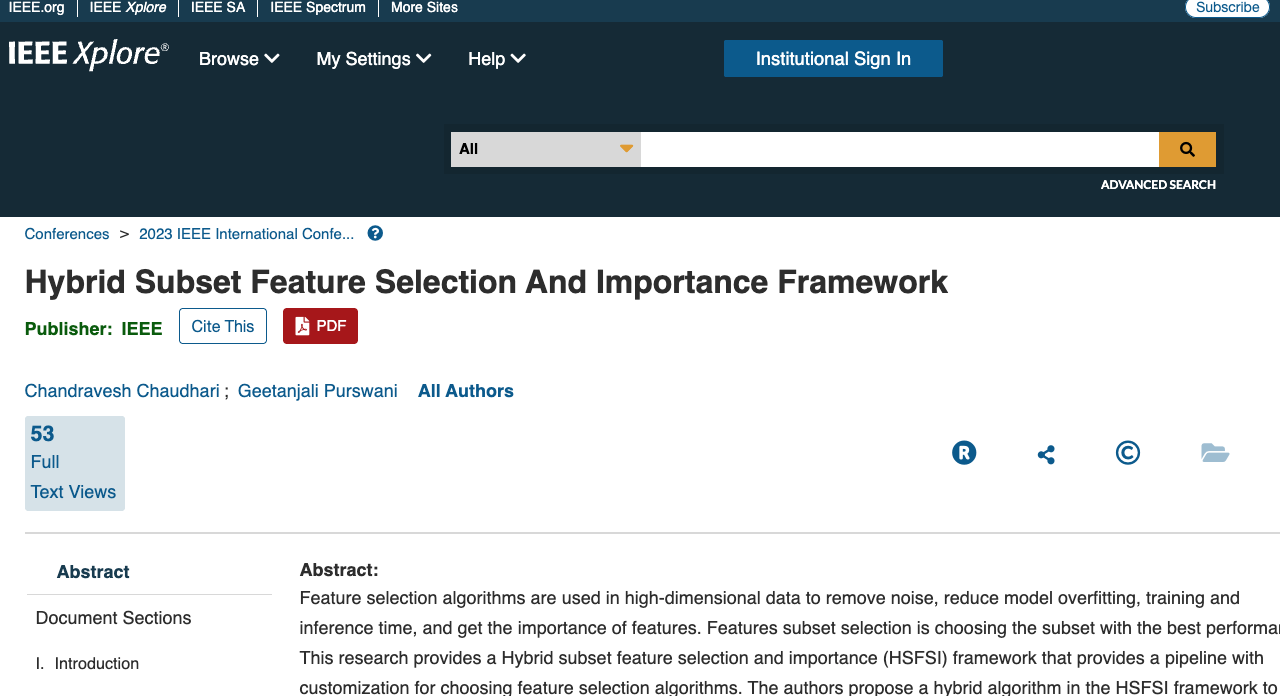 IEEE.org IEEE Xplore IEEE SA IEEE Spectrum More Sites Subscribe
IEEE Xplore® Browse My Settings Help Institutional Sign In
All
ADVANCED SEARCH
Conferences > 2023 IEEE International Confe... ?
Hybrid Subset Feature Selection And Importance Framework
Publisher: IEEE Cite This PDF
Chandravesh Chaudhari ; Geetanjali Purswani All Authors
53
Full
Text Views
R ©
Abstract
Document Sections
I. Introduction
Abstract:
Feature selection algorithms are used in high-dimensional data to remove noise, reduce model overfitting, training and
inference time, and get the importance of features. Features subset selection is choosing the subset with the best performa
This research provides a Hybrid subset feature selection and importance (HSFSI) framework that provides a pipeline with
customization for choosing feature selection algorithms. The authors propose a hybrid algorithm in the HSFSI framework to